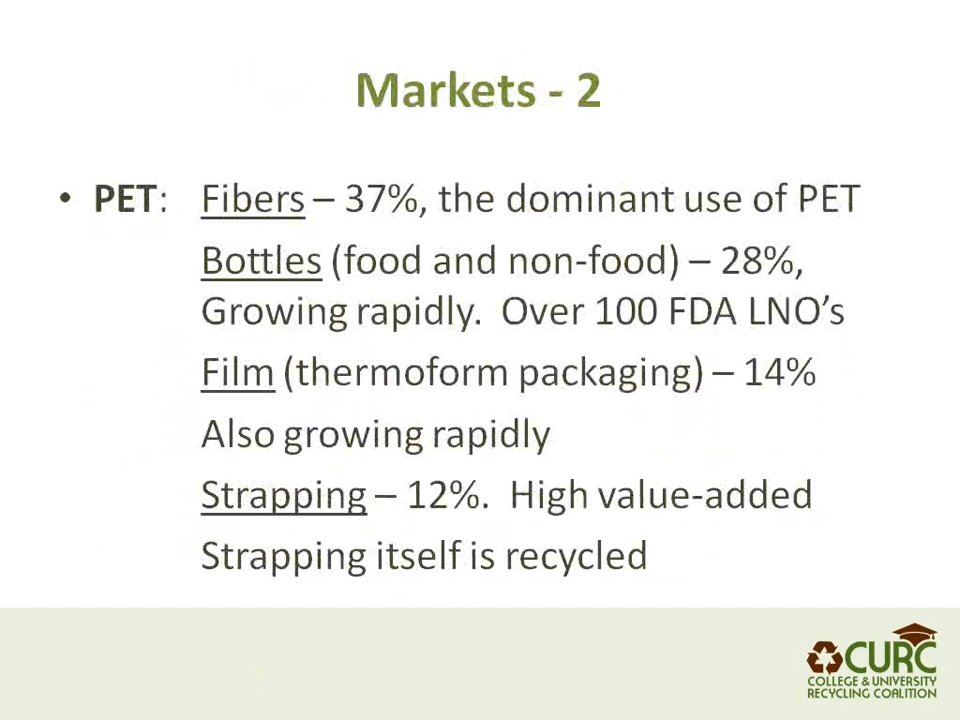 Markets - 2
• PET: Fibers – 37%, the dominant use of PET
Bottles (food and non-food) – 28%,
Growing rapidly. Over 100 FDA LNO’s
Film (thermoform packaging) – 14%
Also growing rapidly
Strapping – 12%. High value-added
Strapping itself is recycled
CURC
COLLEGE & UNIVERSITY
RECYCLING COALITION